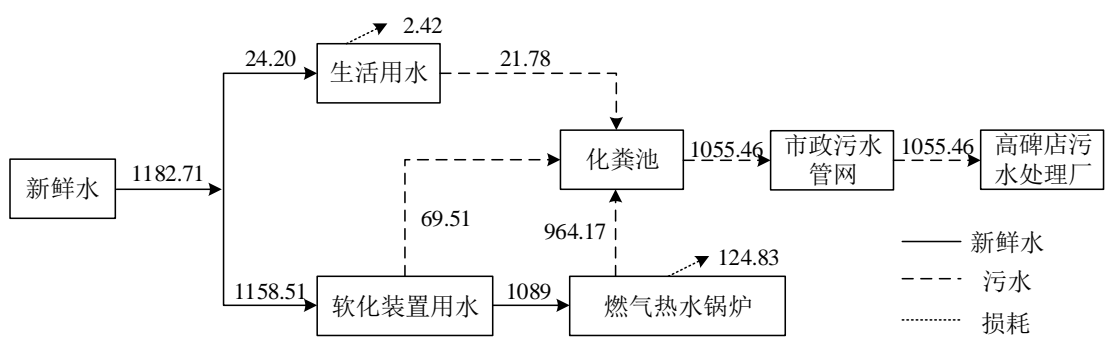 2.42
24.20
生活用水
21.78
新鲜水
1182.71
化粪池
1055.46
市政污水
管网
1055.46
高碑店污
水处理厂
69.51
964.17
124.83
1158.51
软化装置用水
1089
燃气热水锅炉
新鲜水
污水
损耗